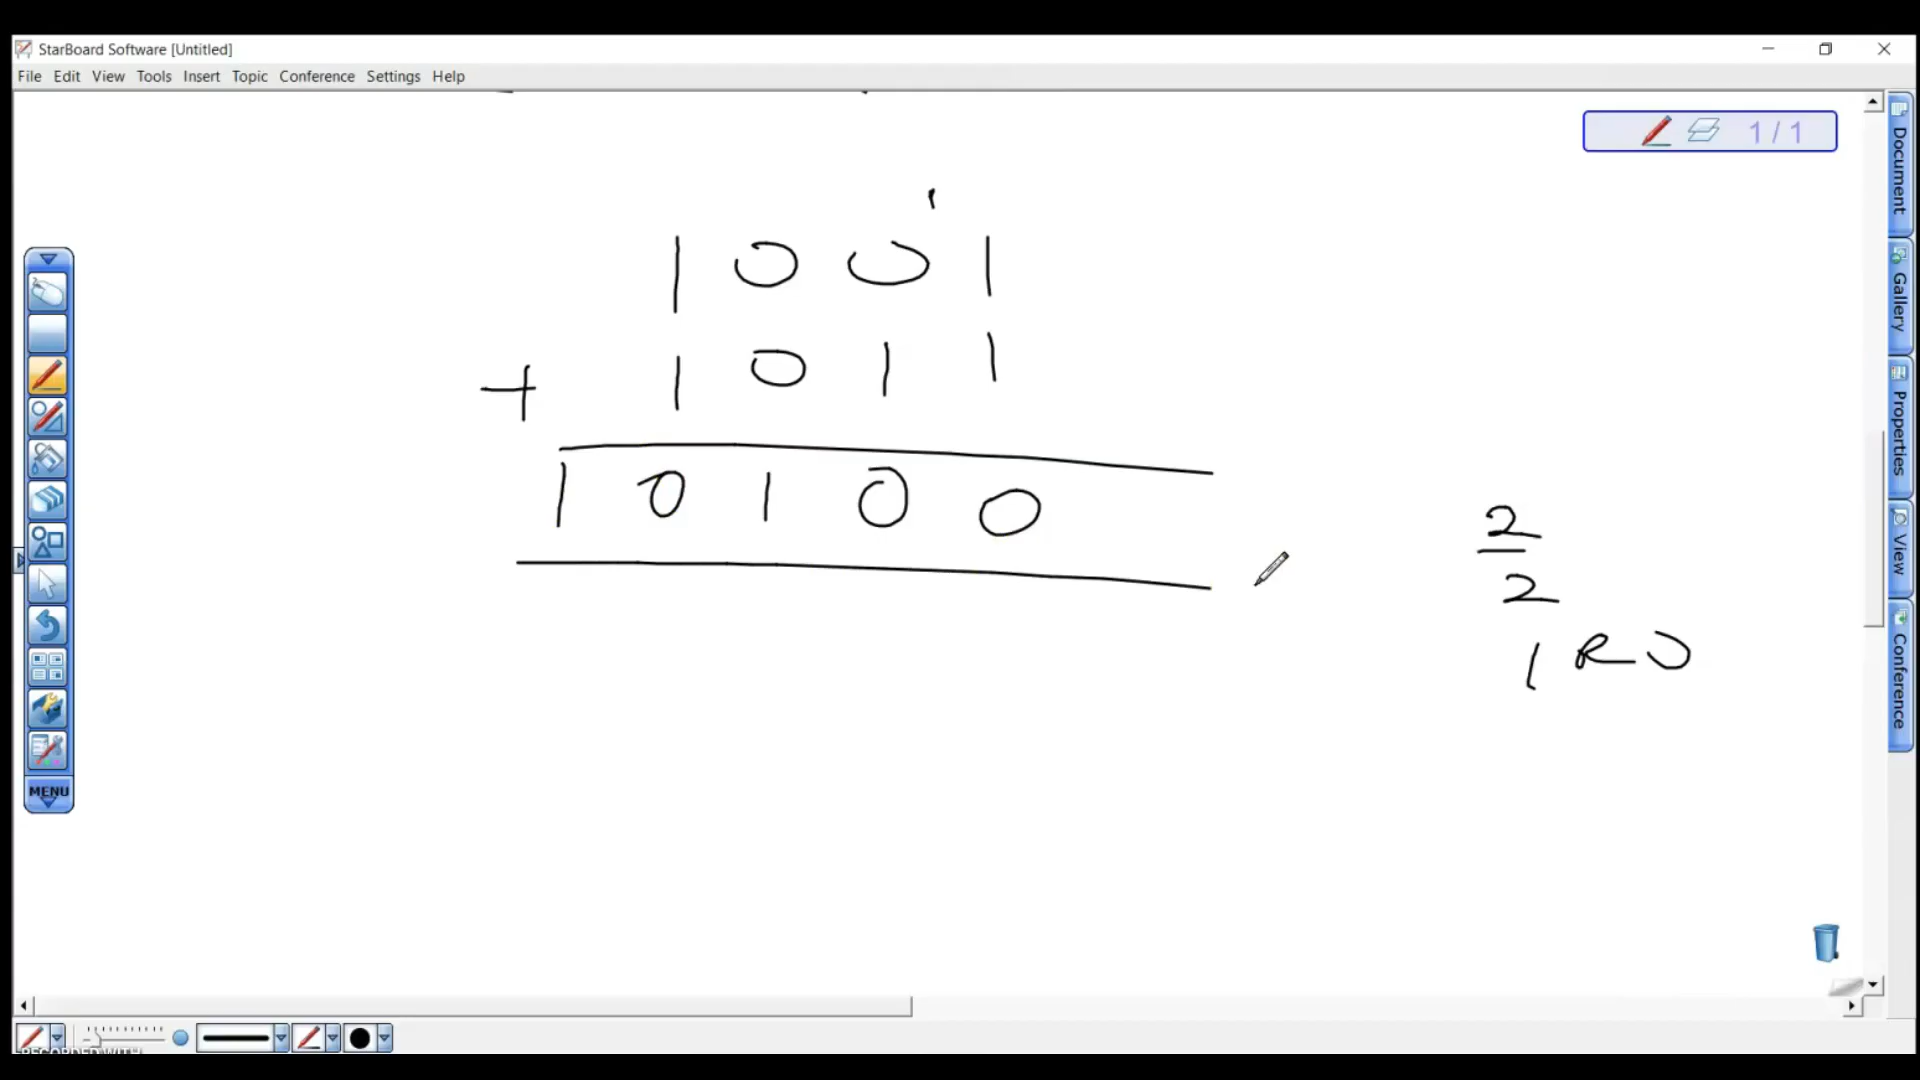 StarBoard Software [Untitled]
File Edit View Tools Insert Topic Conference Settings Help
1 / 1
Document
Gallery
Properties
View
Conference
1
1 0 0 1
+ 1 0 1 1
1 0 1 0 0
2
2
1 R 0
MENU
RECORDED WITH